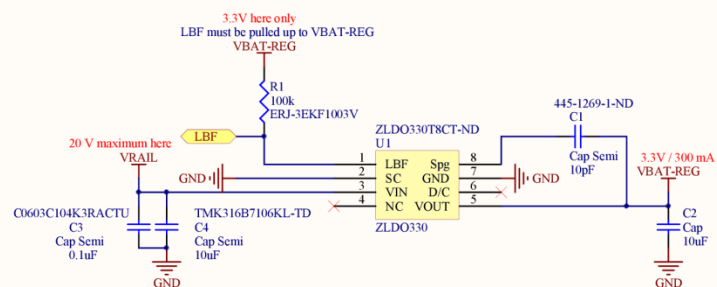 3.3V here only
LBF must be pulled up to VBAT-REG
VBAT-REG
R1
100k
ERJ-3EKF1003V
LBF
20 V maximum here
VRAIL
GND
C0603C104K3RACTU
C3
Cap Semi
0.1uF
TMK316B7106KL-TD
C4
Cap Semi
10uF
GND
ZLDO330T8CT-ND
U1
1 LBF Spg 8
2 SC GND 7
3 VIN D/C 6
4 NC VOUT 5
ZLDO330
GND
445-1269-1-ND
C1
Cap Semi
10pF
3.3V / 300 mA
VBAT-REG
C2
Cap
10uF
GND